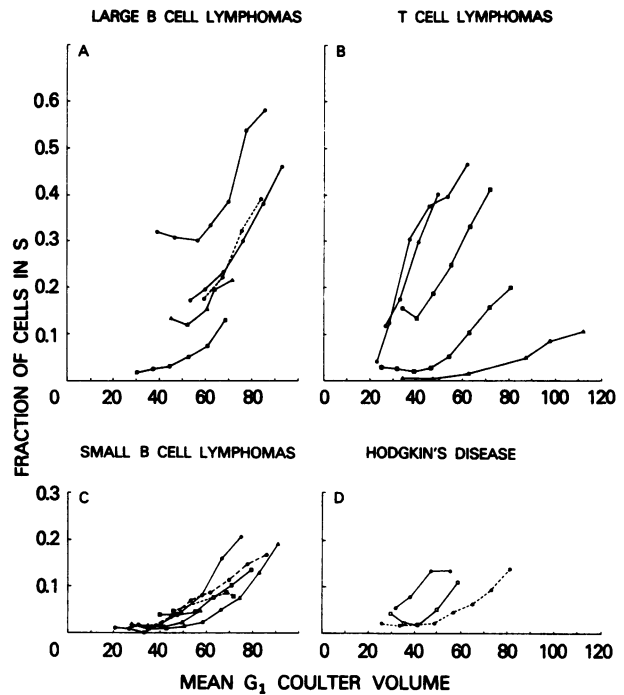 LARGE B CELL LYMPHOMAS
T CELL LYMPHOMAS
A
B
0.6
0.5
0.4
0.3
0.2
0.1
0
0 20 40 60 80 100
0 20 40 60 80 100 120
FRACTION OF CELLS IN S
SMALL B CELL LYMPHOMAS
HODGKIN'S DISEASE
C
D
0.3
0.2
0.1
0
0 20 40 60 80 100
0 20 40 60 80 100 120
MEAN G₁ COULTER VOLUME